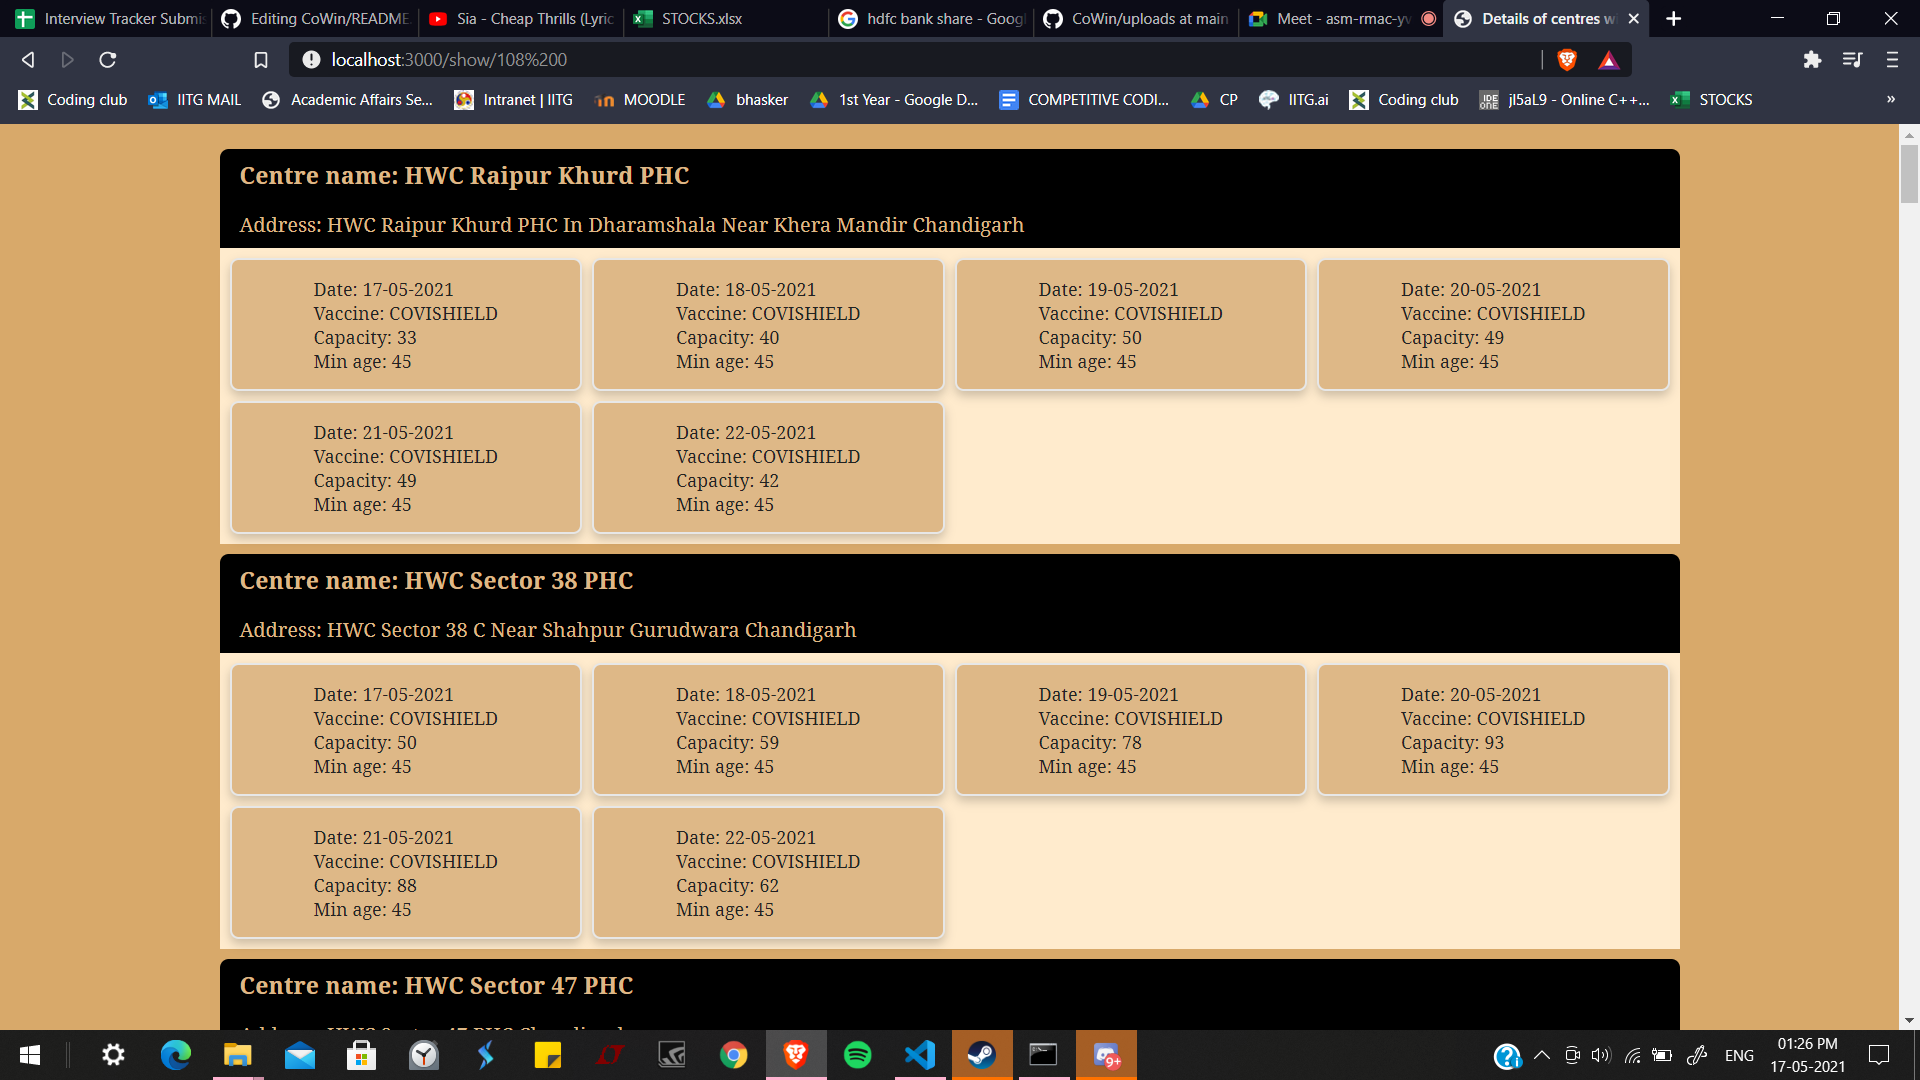 Interview Tracker Submis
Editing CoWin/README.
Sia - Cheap Thrills (Lyric
STOCKS.xlsx
hdfc bank share - Goog
CoWin/uploads at main
Meet - asm-rmac-yv
Details of centres wi
localhost:3000/show/108%200
Coding club
IITG MAIL
Academic Affairs Se...
Intranet | IITG
MOODLE
bhasker
1st Year - Google D...
COMPETITIVE CODI...
CP
IITG.ai
Coding club
jI5aL9 - Online C++...
STOCKS
»
Centre name: HWC Raipur Khurd PHC
Address: HWC Raipur Khurd PHC In Dharamshala Near Khera Mandir Chandigarh
Date: 17-05-2021
Vaccine: COVISHIELD
Capacity: 33
Min age: 45
Date: 18-05-2021
Vaccine: COVISHIELD
Capacity: 40
Min age: 45
Date: 19-05-2021
Vaccine: COVISHIELD
Capacity: 50
Min age: 45
Date: 20-05-2021
Vaccine: COVISHIELD
Capacity: 49
Min age: 45
Date: 21-05-2021
Vaccine: COVISHIELD
Capacity: 49
Min age: 45
Date: 22-05-2021
Vaccine: COVISHIELD
Capacity: 42
Min age: 45
Centre name: HWC Sector 38 PHC
Address: HWC Sector 38 C Near Shahpur Gurudwara Chandigarh
Date: 17-05-2021
Vaccine: COVISHIELD
Capacity: 50
Min age: 45
Date: 18-05-2021
Vaccine: COVISHIELD
Capacity: 59
Min age: 45
Date: 19-05-2021
Vaccine: COVISHIELD
Capacity: 78
Min age: 45
Date: 20-05-2021
Vaccine: COVISHIELD
Capacity: 93
Min age: 45
Date: 21-05-2021
Vaccine: COVISHIELD
Capacity: 88
Min age: 45
Date: 22-05-2021
Vaccine: COVISHIELD
Capacity: 62
Min age: 45
Centre name: HWC Sector 47 PHC
9+
ENG
01:26 PM
17-05-2021